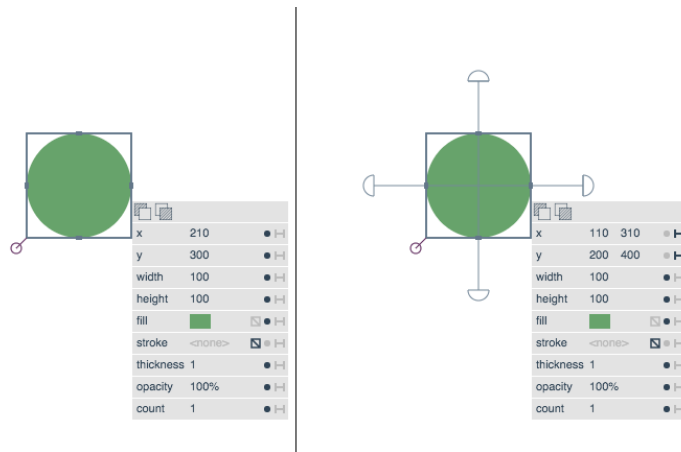 x 210
y 300
width 100
height 100
fill
stroke <none>
thickness 1
opacity 100%
count 1
x 110 310
y 200 400
width 100
height 100
fill
stroke <none>
thickness 1
opacity 100%
count 1